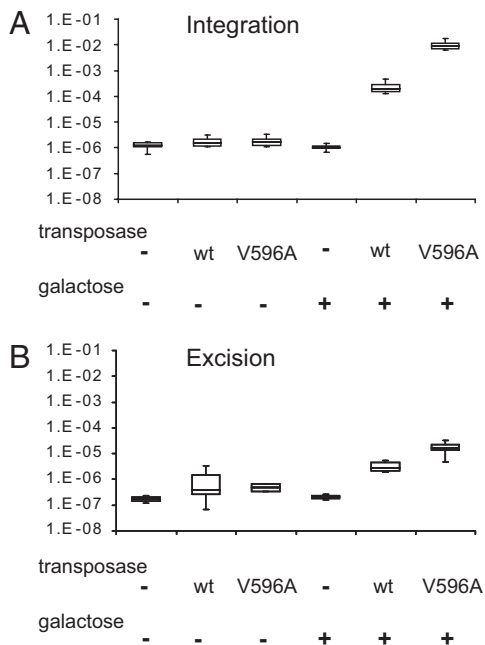 A Integration
1.E-01
1.E-02
1.E-03
1.E-04
1.E-05
1.E-06
1.E-07
1.E-08
transposase - wt V596A - wt V596A
galactose - - - + + +
B Excision
1.E-01
1.E-02
1.E-03
1.E-04
1.E-05
1.E-06
1.E-07
1.E-08
transposase - wt V596A - wt V596A
galactose - - - + + +